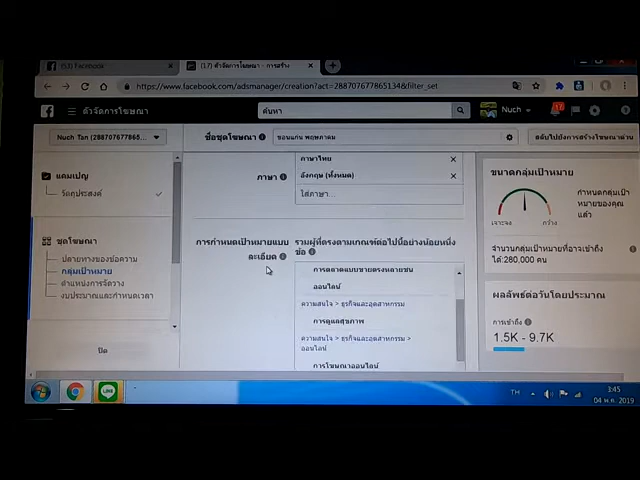 (53) Facebook
(17) ตัวจัดการโฆษณา - การสร้าง
https://www.facebook.com/adsmanager/creation?act=288707677865134&filter_set
ตัวจัดการโฆษณา
ค้นหา
Nuch
17
Nuch Tan (288707677865...
ชื่อชุดโฆษณา
ขอนแก่น พฤษภาคม
สลับไปยังการสร้างโฆษณาด่วน
แคมเปญ
วัตถุประสงค์
ชุดโฆษณา
ปลายทางของข้อความ
กลุ่มเป้าหมาย
ตำแหน่งการจัดวาง
งบประมาณและกำหนดเวลา
ปิด
ภาษา
ภาษาไทย
อังกฤษ (ทั้งหมด)
ใส่ภาษา...
การกำหนดเป้าหมายแบบ
ละเอียด
รวมผู้ที่ตรงตามเกณฑ์ต่อไปนี้อย่างน้อยหนึ่ง
ข้อ
การตลาดแบบขายตรงหลายชั้น
ออนไลน์
ความสนใจ > ธุรกิจและอุตสาหกรรม
การดูแลสุขภาพ
ความสนใจ > ธุรกิจและอุตสาหกรรม >
ออนไลน์
การโฆษณาออนไลน์
ขนาดกลุ่มเป้าหมาย
เจาะจง
กว้าง
กำหนดกลุ่มเป้า
หมายของคุณ
แล้ว
จำนวนกลุ่มเป้าหมายที่อาจเข้าถึง
ได้:280,000 คน
ผลลัพธ์ต่อวันโดยประมาณ
การเข้าถึง
1.5K - 9.7K
LINE
TH
3:45
04 พ.ค. 2019